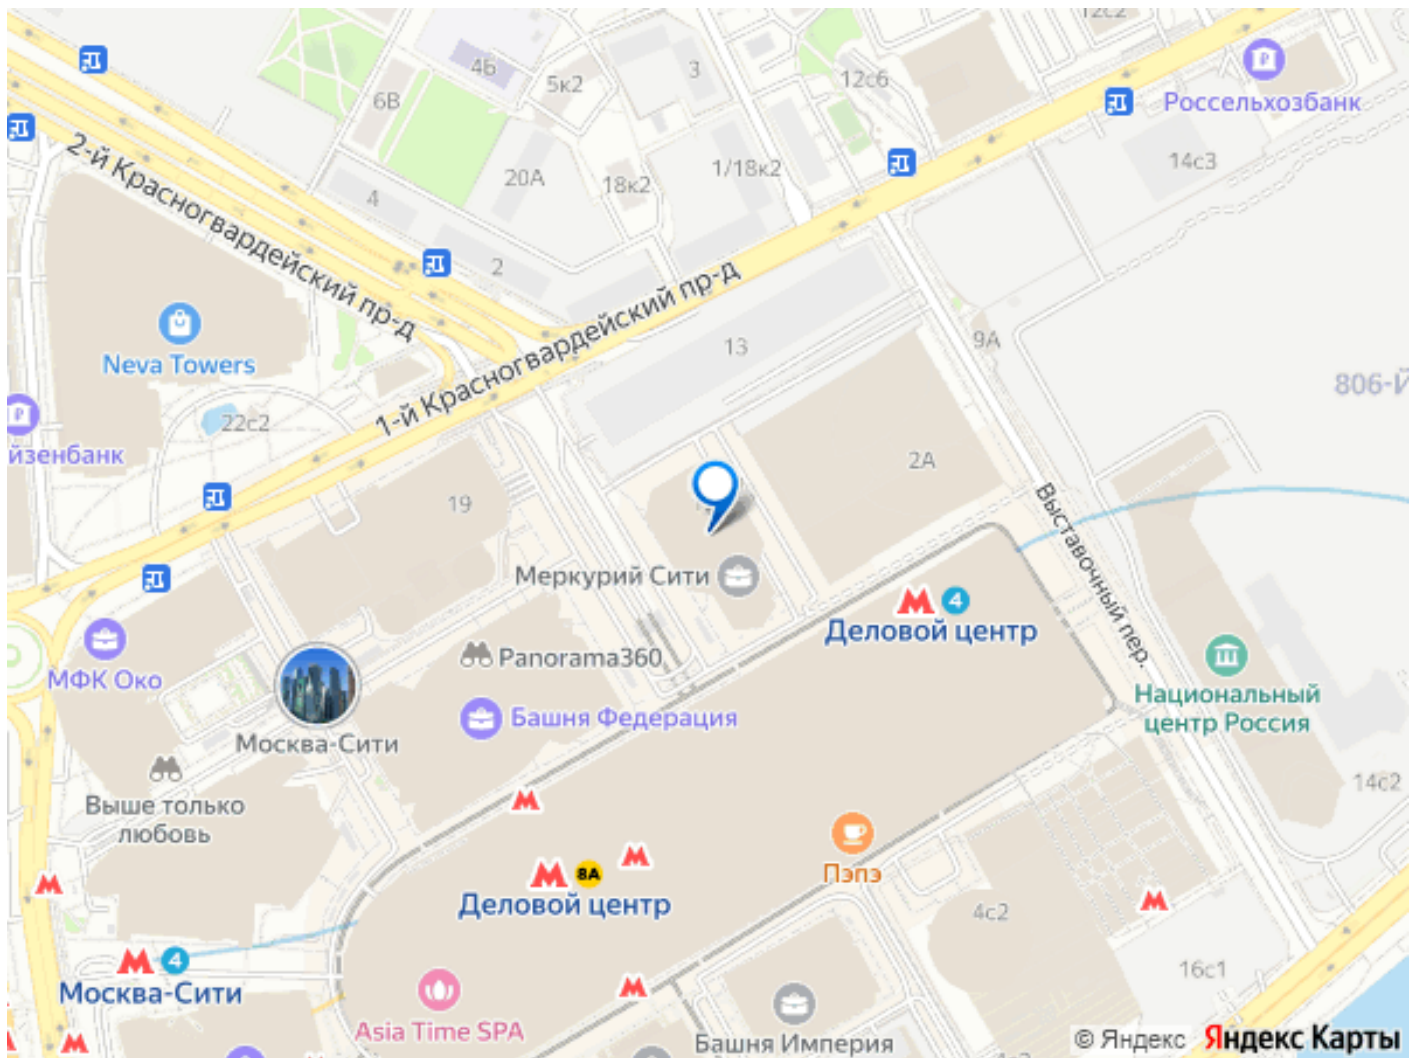 12с2
4Б
3
5к2
12с6
6В
Россельхозбанк
2-й Красногвардейский пр-д
20А
18к2
1/18к2
14с3
4
2
1-й Красногвардейский пр-д
Neva Towers
13
9А
806-Й
22с2
йзенбанк
2А
19
Выставочный пер.
Меркурий Сити
4
Деловой центр
Panorama360
МФК Око
Национальный
центр Россия
Башня Федерация
Москва-Сити
Выше только
любовь
14с2
Пэпэ
8А
Деловой центр
4с2
4
Москва-Сити
16с1
Asia Time SPA
Башня Империя
© Яндекс Яндекс Карты